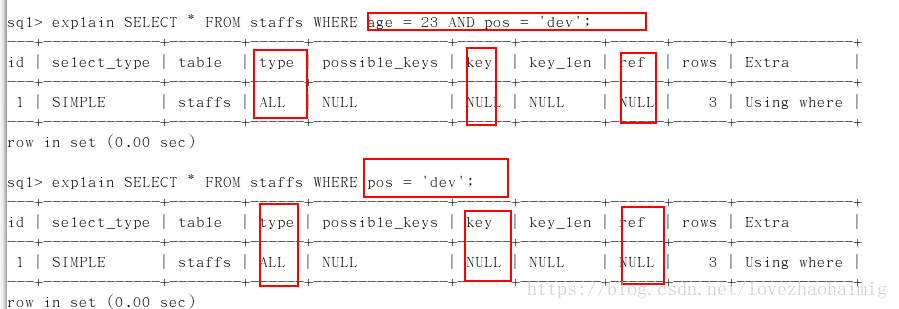 sql> explain SELECT * FROM staffs WHERE age = 23 AND pos = 'dev';
---+-------------+--------+------+---------------+------+---------+------+------+-------------+
id | select_type | table | type | possible_keys | key | key_len | ref | rows | Extra |
---+-------------+--------+------+---------------+------+---------+------+------+-------------+
1 | SIMPLE | staffs | ALL | NULL | NULL | NULL | NULL | 3 | Using where |
---+-------------+--------+------+---------------+------+---------+------+------+-------------+
row in set (0.00 sec)
sql> explain SELECT * FROM staffs WHERE pos = 'dev';
---+-------------+--------+------+---------------+------+---------+------+------+-------------+
id | select_type | table | type | possible_keys | key | key_len | ref | rows | Extra |
---+-------------+--------+------+---------------+------+---------+------+------+-------------+
1 | SIMPLE | staffs | ALL | NULL | NULL | NULL | NULL | 3 | Using where |
---+-------------+--------+------+---------------+------+---------+------+------+-------------+
https://blog.csdn.net/lovezhaohaimig
row in set (0.00 sec)